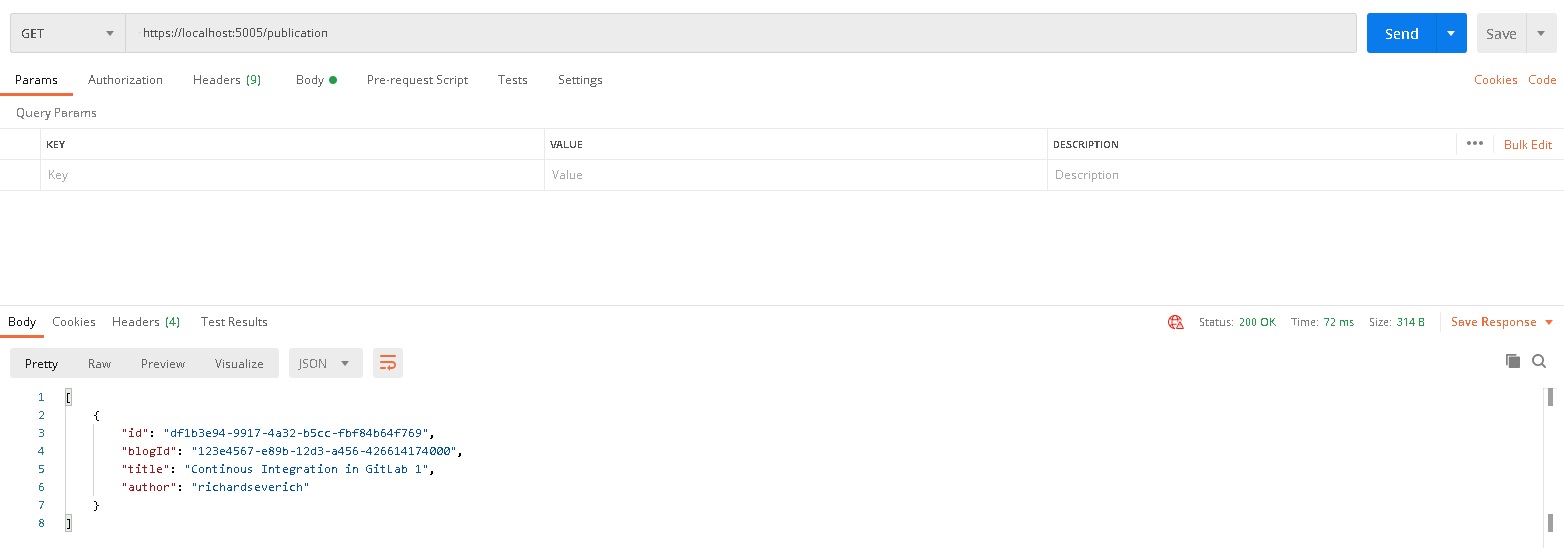 GET https://localhost:5005/publication Send Save
Params Authorization Headers (9) Body Pre-request Script Tests Settings Cookies Code
Query Params
KEY VALUE DESCRIPTION ••• Bulk Edit
Key Value Description
Body Cookies Headers (4) Test Results Status: 200 OK Time: 72 ms Size: 314 B Save Response
Pretty Raw Preview Visualize JSON
1 [
2 {
3 "id": "df1b3e94-9917-4a32-b5cc-fbf84b64f769",
4 "blogId": "123e4567-e89b-12d3-a456-426614174000",
5 "title": "Continous Integration in GitLab 1",
6 "author": "richardseverich"
7 }
8 ]